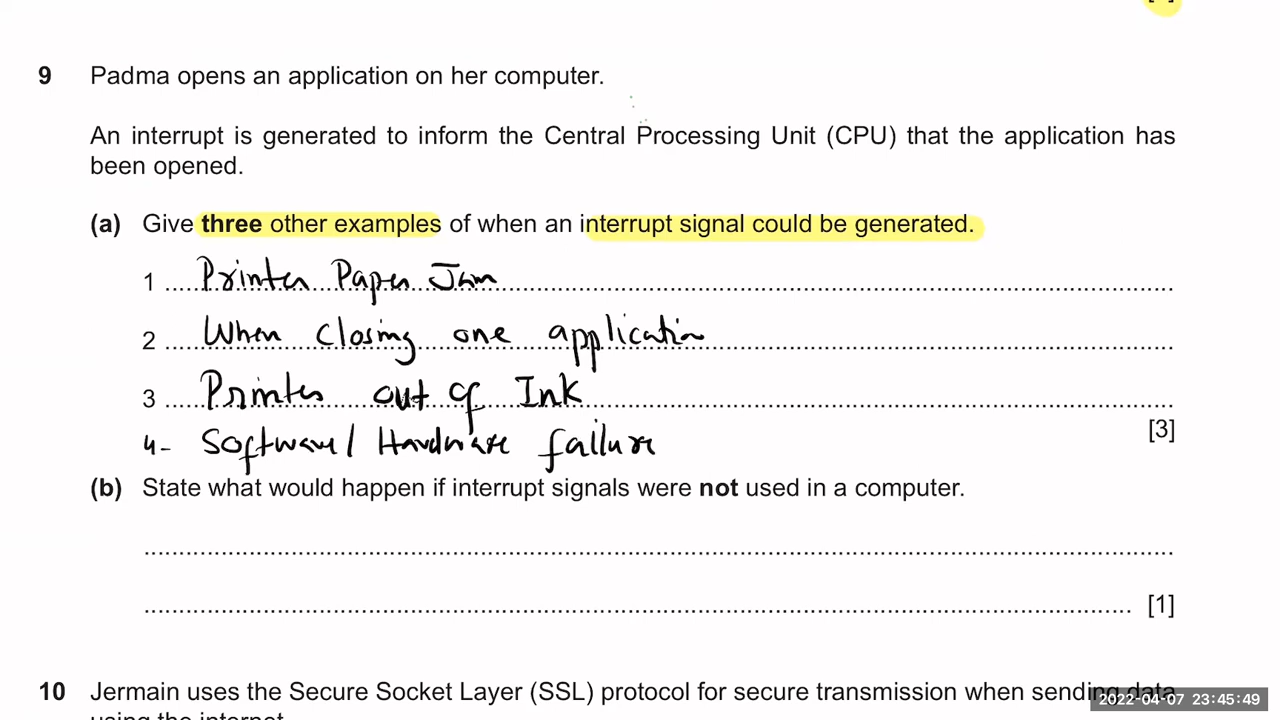 9 Padma opens an application on her computer.
An interrupt is generated to inform the Central Processing Unit (CPU) that the application has
been opened.
(a) Give three other examples of when an interrupt signal could be generated.
1 Printer Paper Jam
2 When closing one application
3 Printer out of Ink
[3]
4- Software/ Hardware failure
(b) State what would happen if interrupt signals were not used in a computer.
[1]
10 Jermain uses the Secure Socket Layer (SSL) protocol for secure transmission when sending data
using the internet.
2022-04-07 23:45:49